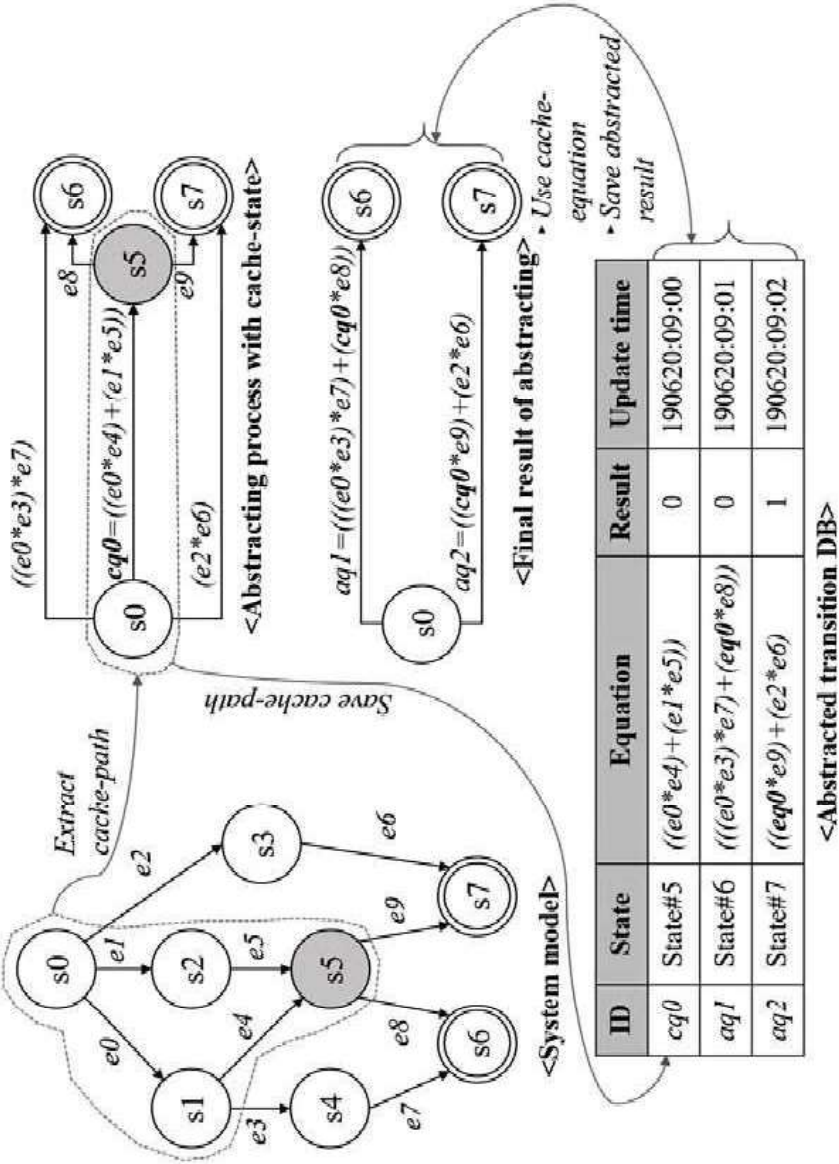 Extract
cache-path
s0
e0
e1
e2
s1
s2
s3
e3
e4
e5
e6
s4
s5
e7
e8
e9
s6
s7
<System model>
((e0*e3)*e7)
s0
cq0=((e0*e4)+(e1*e5))
s5
e8
e9
s6
s7
(e2*e6)
<Abstracting process with cache-state>
Save cache-path
aq1=(((e0*e3)*e7)+(cq0*e8))
s0
s6
aq2=((cq0*e9)+(e2*e6)
s7
<Final result of abstracting>
▸ Use cache-
equation
▸ Save abstracted
result
ID State Equation Result Update time
cq0 State#5 ((e0*e4)+(e1*e5)) 0 190620:09:00
aq1 State#6 (((e0*e3)*e7)+(eq0*e8)) 0 190620:09:01
aq2 State#7 ((eq0*e9)+(e2*e6) 1 190620:09:02
<Abstracted transition DB>